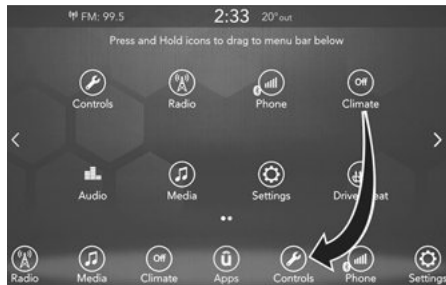 FM: 99.5 2:33 20°out
Press and Hold icons to drag to menu bar below
Off
Controls Radio Phone Climate
Audio Media Settings Driver Seat
Off ū
Radio Media Climate Apps Controls Phone Settings